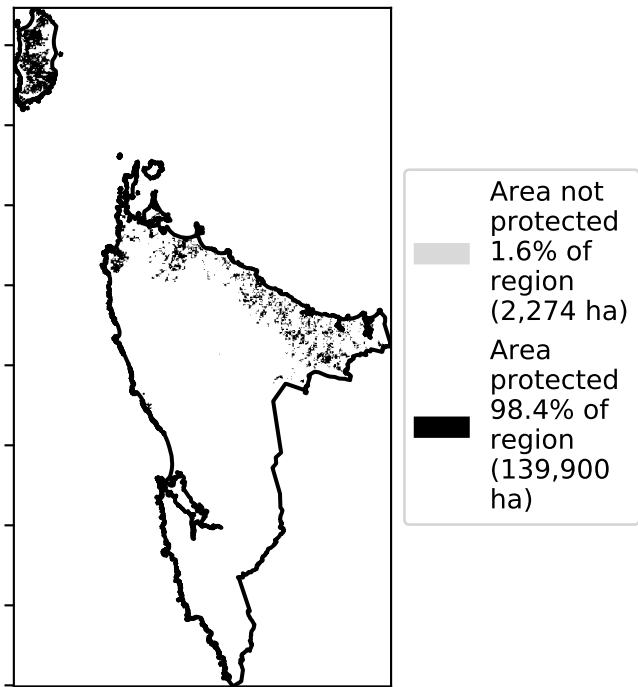 Area not
protected
1.6% of
region
(2,274 ha)
Area
protected
98.4% of
region
(139,900
ha)